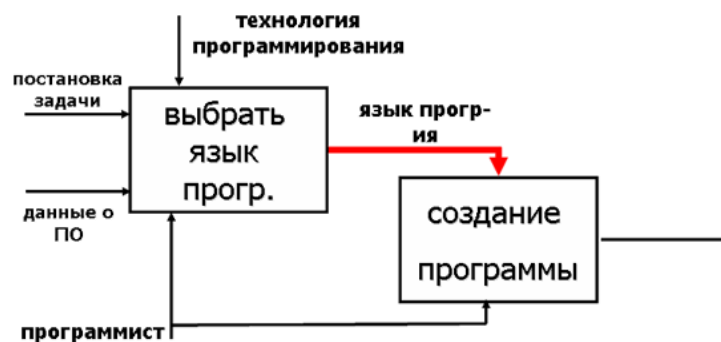 технология
программирования
постановка
задачи
выбрать
язык
прогр.
язык прогр-
ия
данные о
ПО
создание
программы
программист